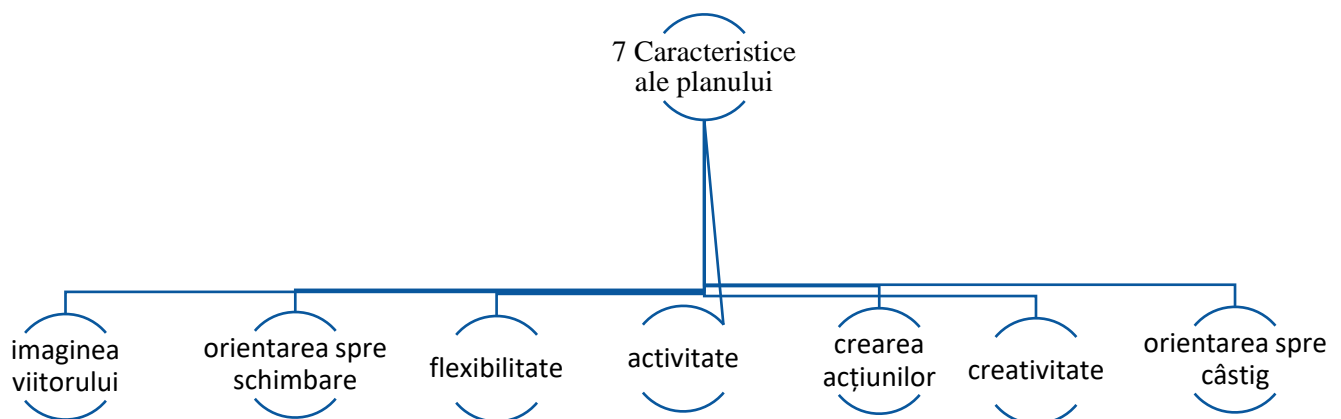 7 Caracteristice
ale planului
imaginea
viitorului
orientarea spre
schimbare
flexibilitate
activitate
crearea
acțiunilor
creativitate
orientarea spre
câstig